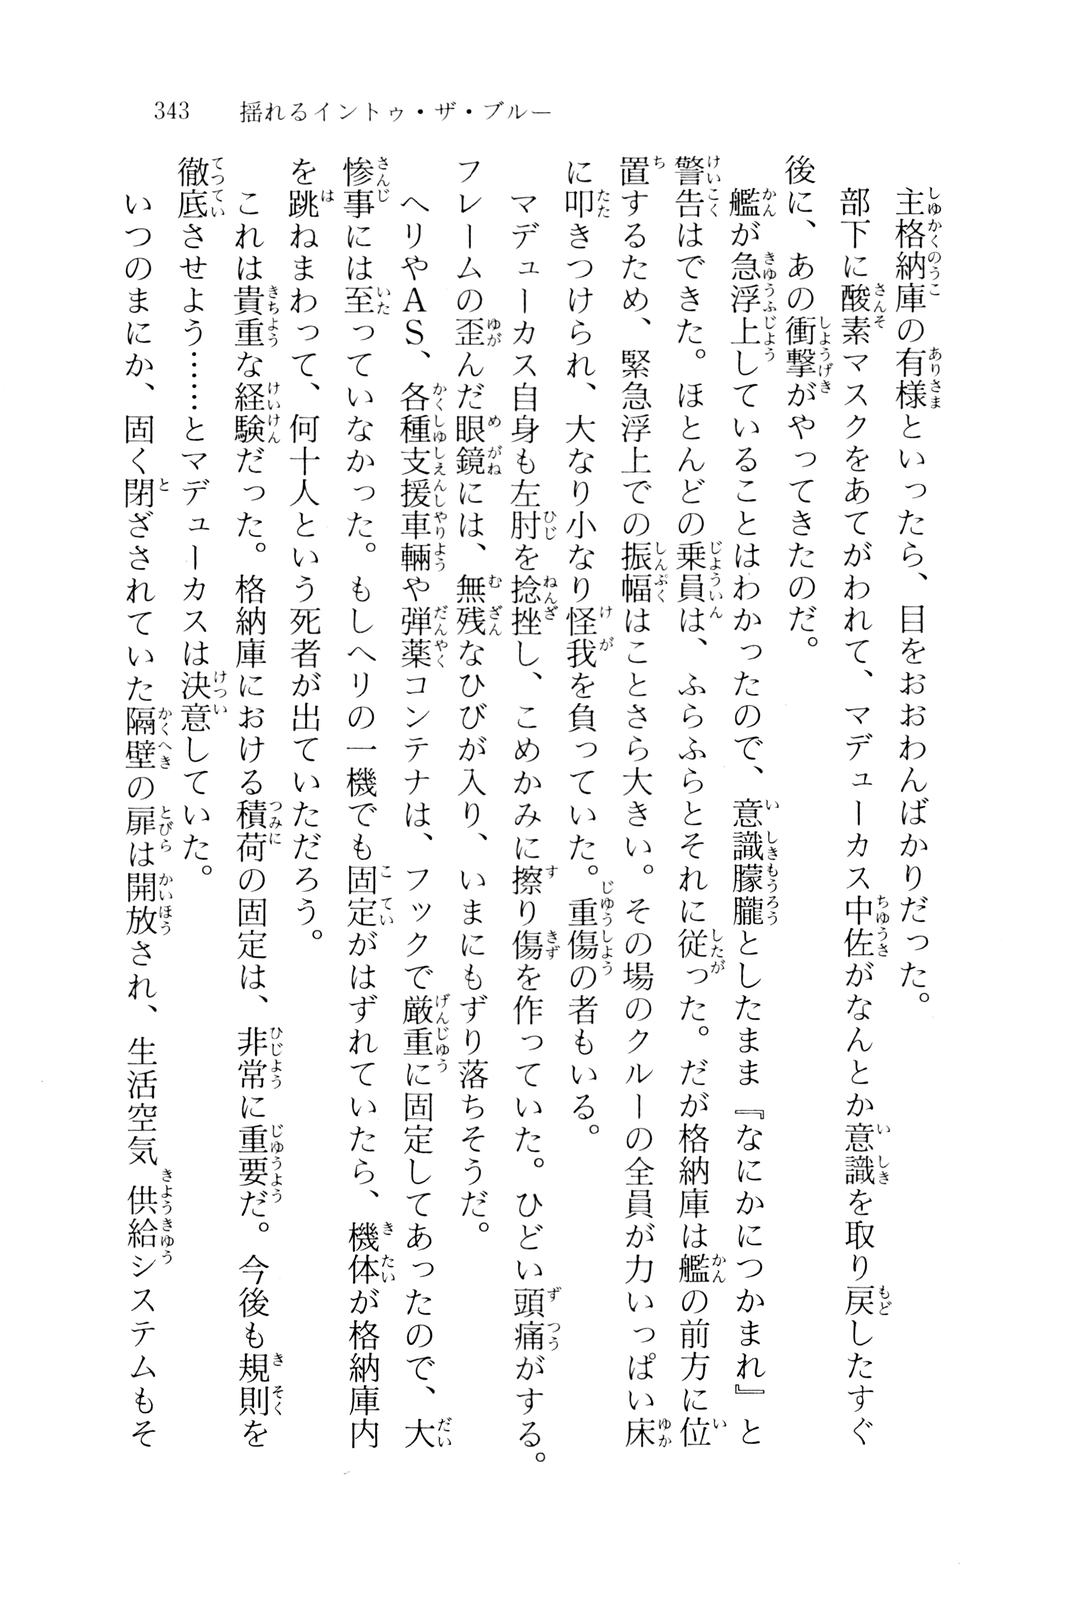 343　揺れるイントゥ・ザ・ブルー
　主格納庫の有様といったら、目をおおわんばかりだった。
　部下に酸素マスクをあてがわれて、マデューカス中佐がなんとか意識を取り戻したすぐ
後に、あの衝撃がやってきたのだ。
　艦が急浮上していることはわかったので、意識朦朧としたまま『なにかにつかまれ』と
警告はできた。ほとんどの乗員は、ふらふらとそれに従った。だが格納庫は艦の前方に位
置するため、緊急浮上での振幅はことさら大きい。その場のクルーの全員が力いっぱい床
に叩きつけられ、大なり小なり怪我を負っていた。重傷の者もいる。
　マデューカス自身も左肘を捻挫し、こめかみに擦り傷を作っていた。ひどい頭痛がする。
フレームの歪んだ眼鏡には、無残なひびが入り、いまにもずり落ちそうだ。
　ヘリやAS、各種支援車輛や弾薬コンテナは、フックで厳重に固定してあったので、大
惨事には至っていなかった。もしヘリの一機でも固定がはずれていたら、機体が格納庫内
を跳ねまわって、何十人という死者が出ていただろう。
　これは貴重な経験だった。格納庫における積荷の固定は、非常に重要だ。今後も規則を
徹底させよう……とマデューカスは決意していた。
　いつのまにか、固く閉ざされていた隔壁の扉は開放され、生活空気供給システムもそ